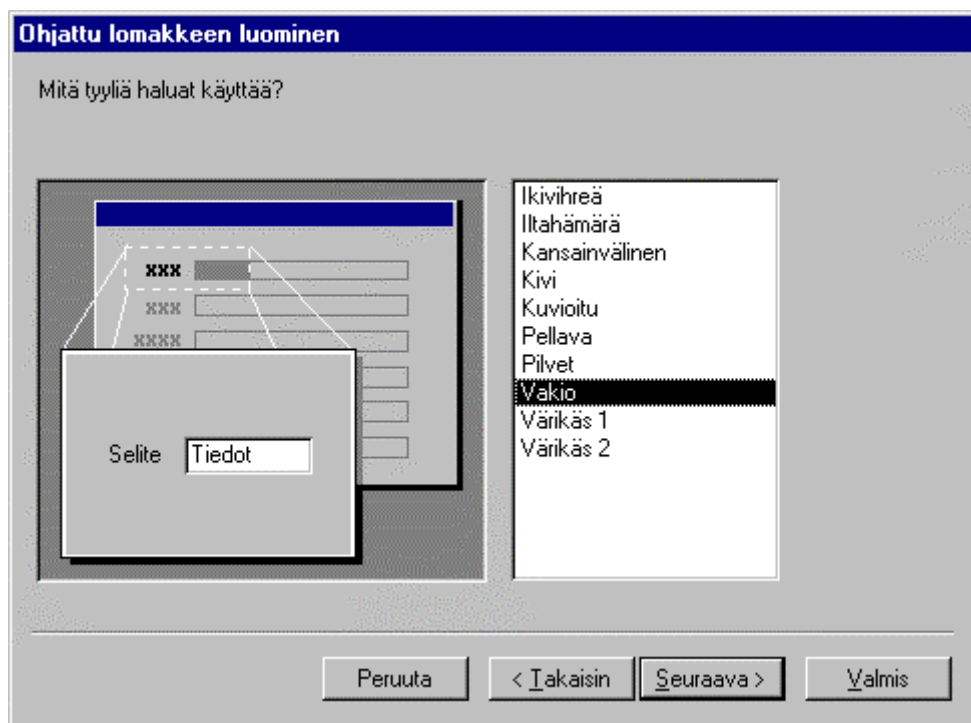 Ohjattu lomakkeen luominen
Mitä tyyliä haluat käyttää?
xxx
xxx
xxxx
Selite Tiedot
Ikivihreä
Iltahämärä
Kansainvälinen
Kivi
Kuvioitu
Pellava
Pilvet
Vakio
Värikäs 1
Värikäs 2
Peruuta < Takaisin Seuraava > Valmis